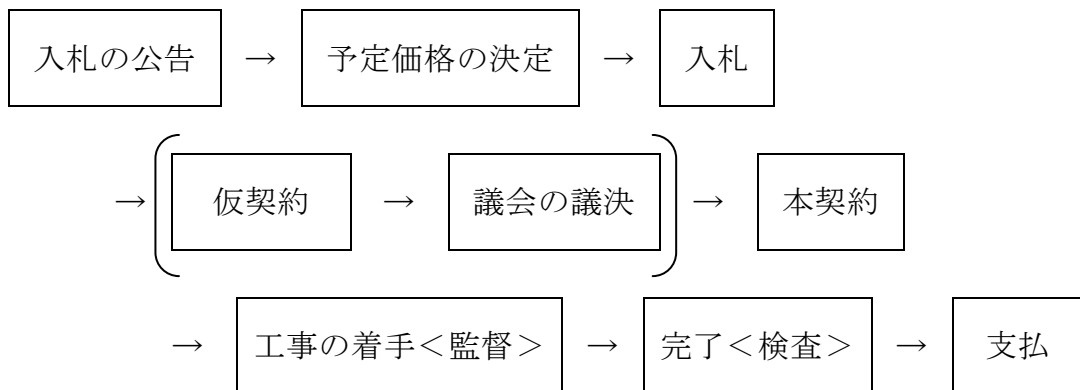 入札の公告 → 予定価格の決定 → 入札
→ ( 仮契約 → 議会の議決 ) → 本契約
→ 工事の着手＜監督＞ → 完了＜検査＞ → 支払